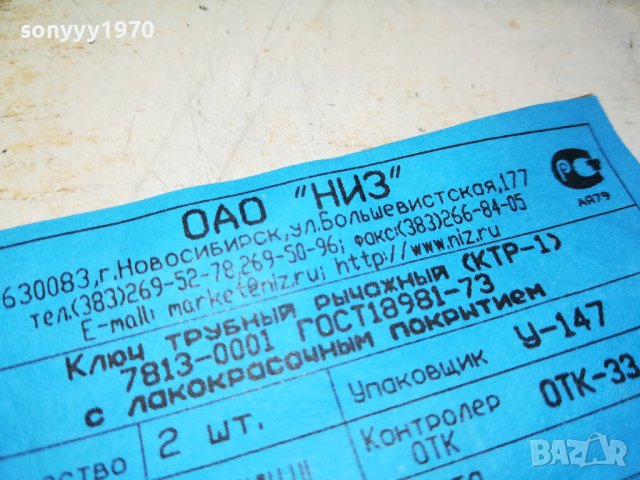 sonyyy1970
ОАО "НИЗ"
РС
АЯ79
630083,г.Новосибирск,ул.Большевистская,177
тел.(383)269-52-78,269-50-96; факс:(383)266-84-05
E-mail: market@niz.ru; http://www.niz.ru
Ключ трубный рычажный (КТР-1)
7813-0001 ГОСТ18981-73
с лакокрасочным покрытием
2 шт.
Упаковщик
У-147
Контролер
ОТК
ОТК-33
BAZAR